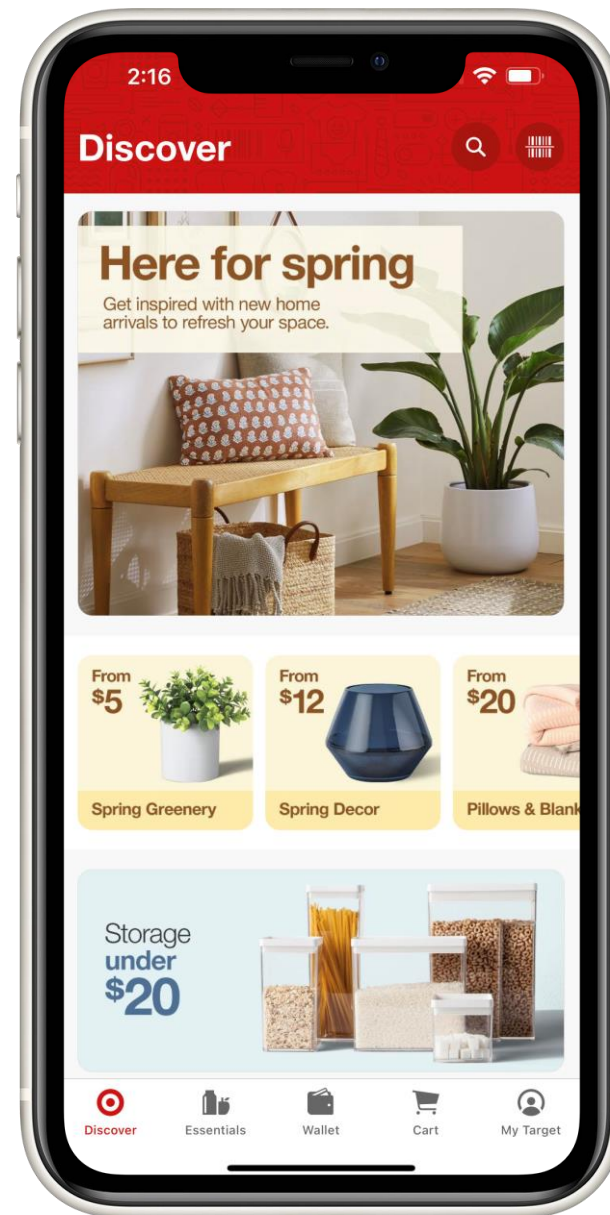 2:16
Discover
Here for spring
Get inspired with new home
arrivals to refresh your space.
From
$5
Spring Greenery
From
$12
Spring Decor
From
$20
Pillows & Blank
Storage
under
$20
Discover
Essentials
Wallet
Cart
My Target